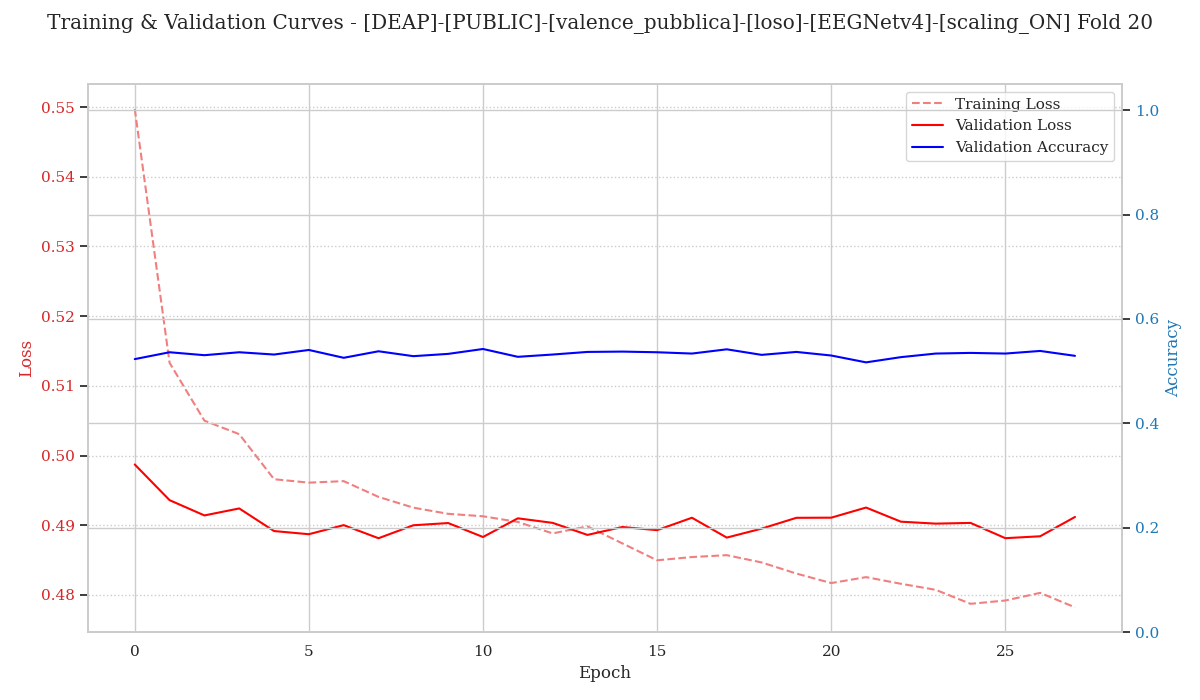 Training & Validation Curves - [DEAP]-[PUBLIC]-[valence_pubblica]-[loso]-[EEGNetv4]-[scaling_ON] Fold 20
Training Loss
Validation Loss
Validation Accuracy
0.55
0.54
0.53
0.52
0.51
0.50
0.49
0.48
Loss
1.0
0.8
0.6
0.4
0.2
0.0
Accuracy
0 5 10 15 20 25
Epoch